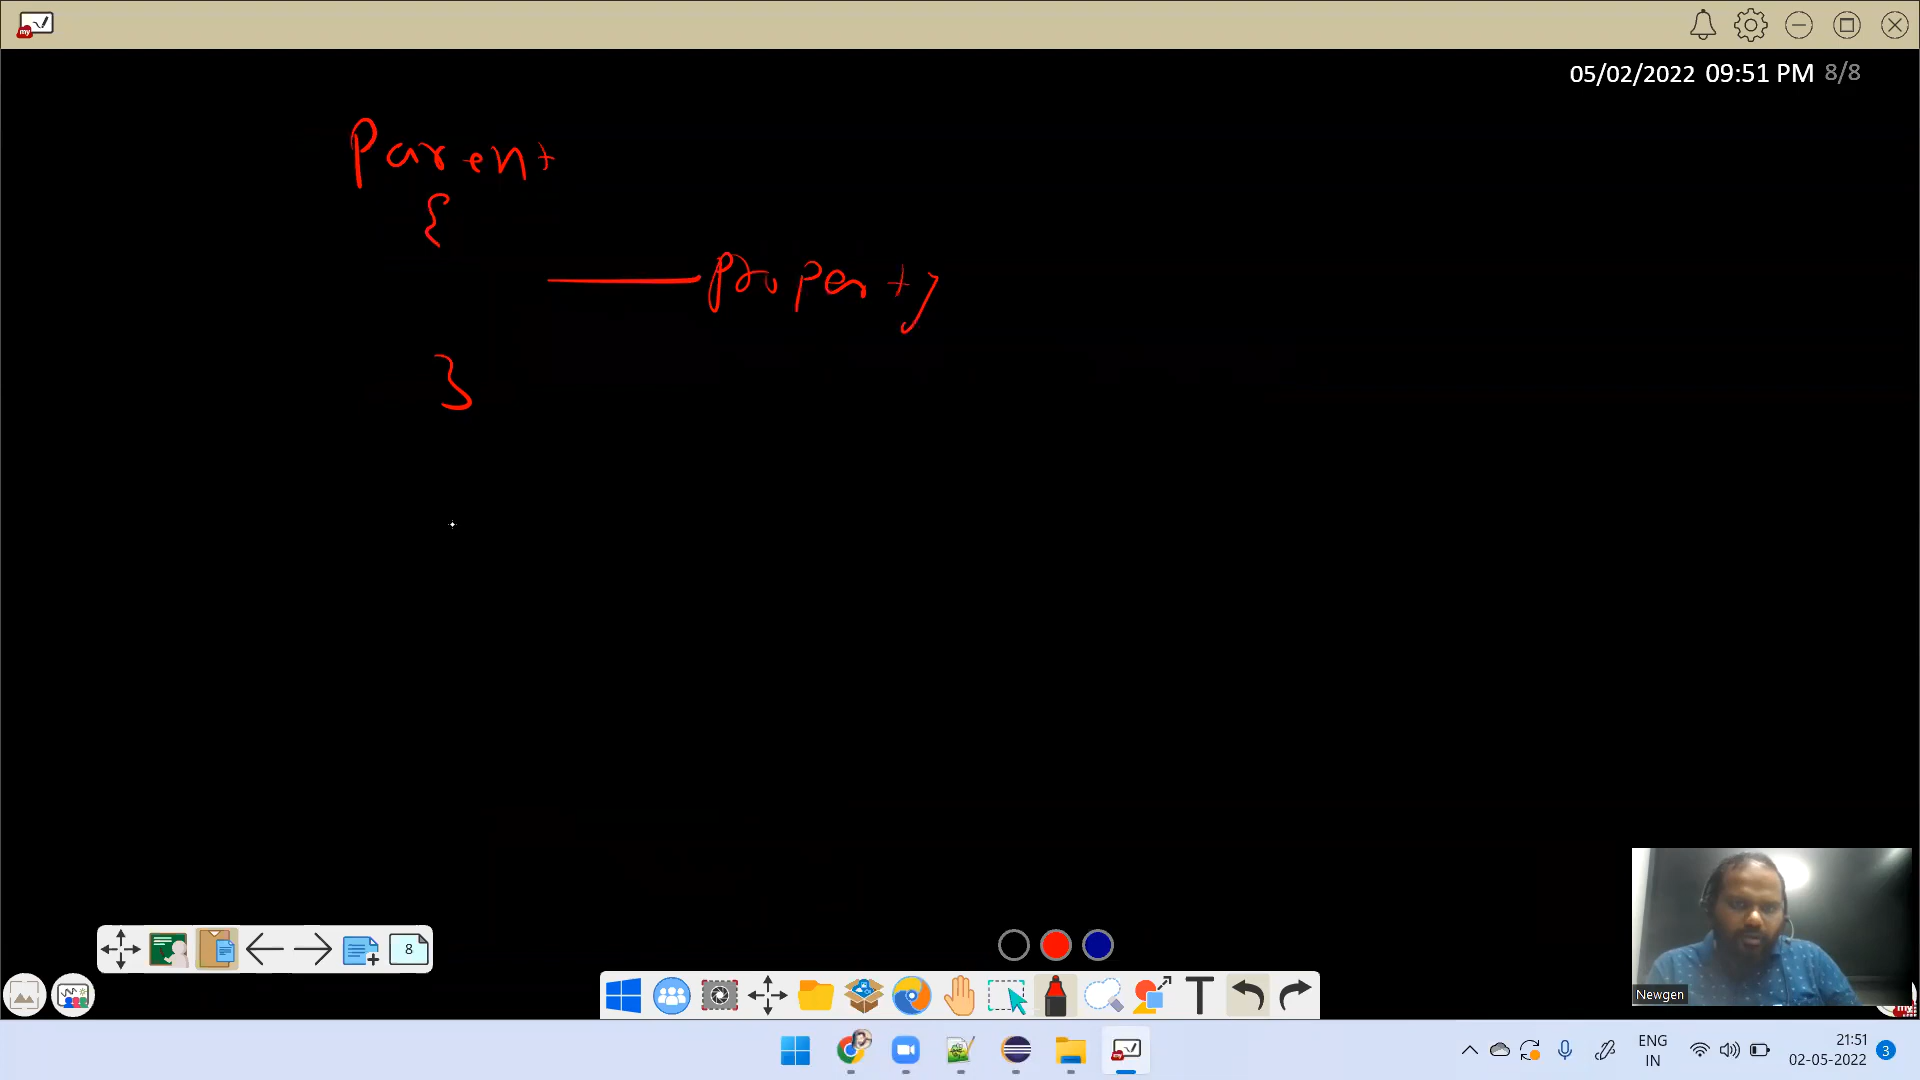 05/02/2022 09:51 PM 8/8
Parent
{
property
}
8
T
Newgen
my
ENG
IN
21:51
02-05-2022
3